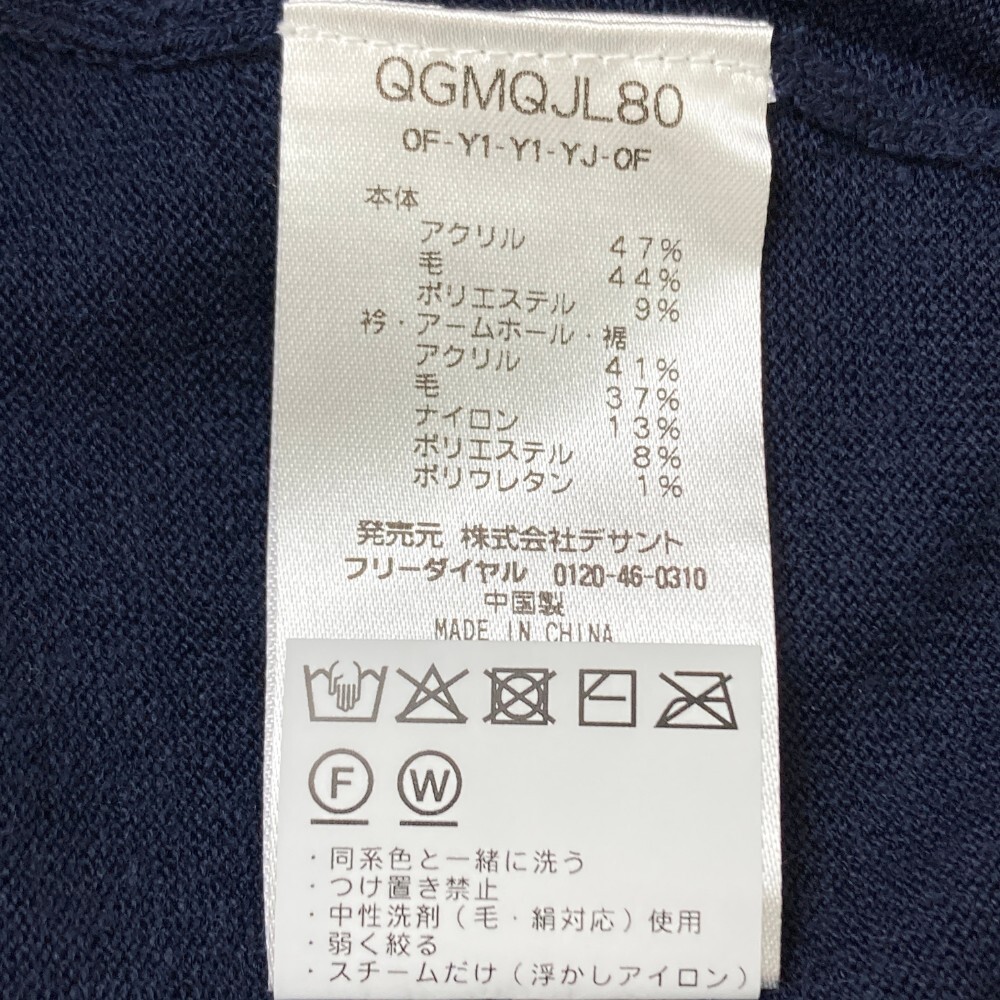 QGMQJL80
0F-Y1-Y1-YJ-0F
本体
アクリル 47%
毛 44%
ポリエステル 9%
衿・アームホール・裾
アクリル 41%
毛 37%
ナイロン 13%
ポリエステル 8%
ポリウレタン 1%
発売元 株式会社デサント
フリーダイヤル 0120-46-0310
中国製
MADE IN CHINA
F W
・同系色と一緒に洗う
・つけ置き禁止
・中性洗剤(毛・絹対応)使用
・弱く絞る
・スチームだけ(浮かしアイロン)